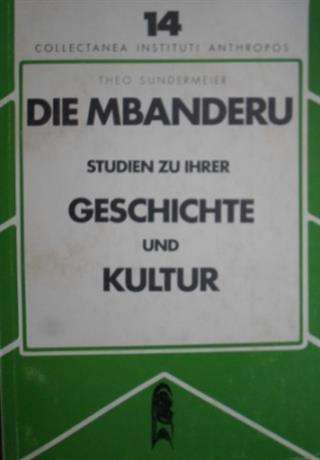 14
COLLECTANEA INSTITUTI ANTHROPOS
THEO SUNDERMEIER
DIE MBANDERU
STUDIEN ZU IHRER
GESCHICHTE
UND
KULTUR